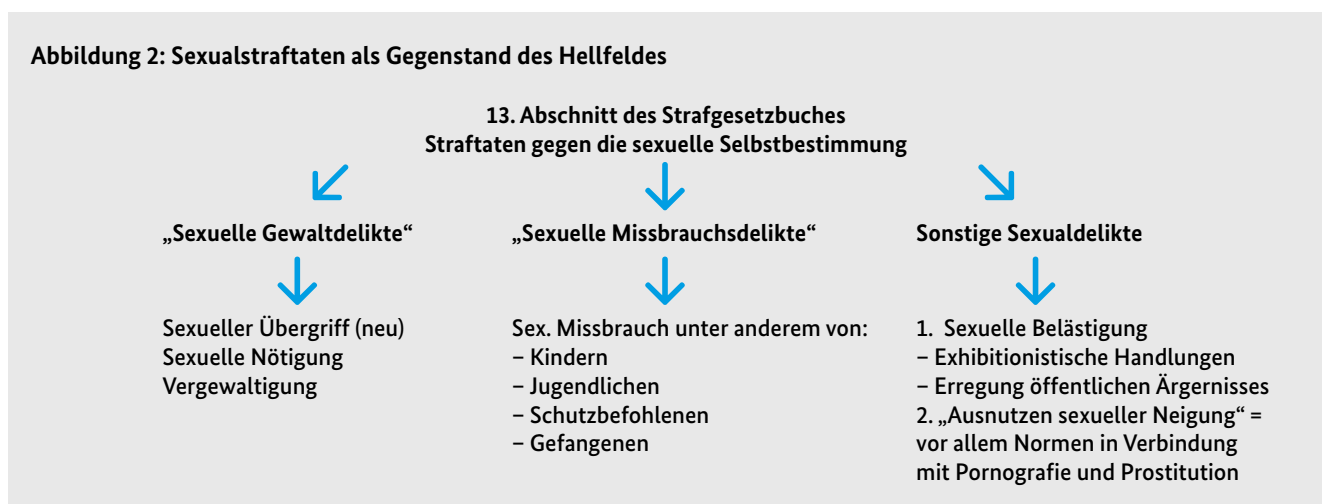 Abbildung 2: Sexualstraftaten als Gegenstand des Hellfeldes
13. Abschnitt des Strafgesetzbuches
Straftaten gegen die sexuelle Selbstbestimmung
„Sexuelle Gewaltdelikte“
Sexueller Übergriff (neu)
Sexuelle Nötigung
Vergewaltigung
„Sexuelle Missbrauchsdelikte“
Sex. Missbrauch unter anderem von:
– Kindern
– Jugendlichen
– Schutzbefohlenen
– Gefangenen
Sonstige Sexualdelikte
1. Sexuelle Belästigung
– Exhibitionistische Handlungen
– Erregung öffentlichen Ärgernisses
2. „Ausnutzen sexueller Neigung“ =
vor allem Normen in Verbindung
mit Pornografie und Prostitution